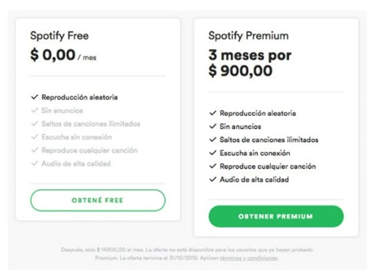 Spotify Free
$ 0,00 / mes
Reproducción aleatoria
Sin anuncios
Saltos de canciones ilimitados
Escucha sin conexión
Reproduce cualquier canción
Audio de alta calidad
OBTENÉ FREE
Spotify Premium
3 meses por
$ 900,00
Reproducción aleatoria
Sin anuncios
Saltos de canciones ilimitados
Escucha sin conexión
Reproduce cualquier canción
Audio de alta calidad
OBTENER PREMIUM
Después, solo $ al mes. La oferta no está disponible para los usuarios que ya hayan probado
Premium. La oferta termina el Aplican términos y condiciones.